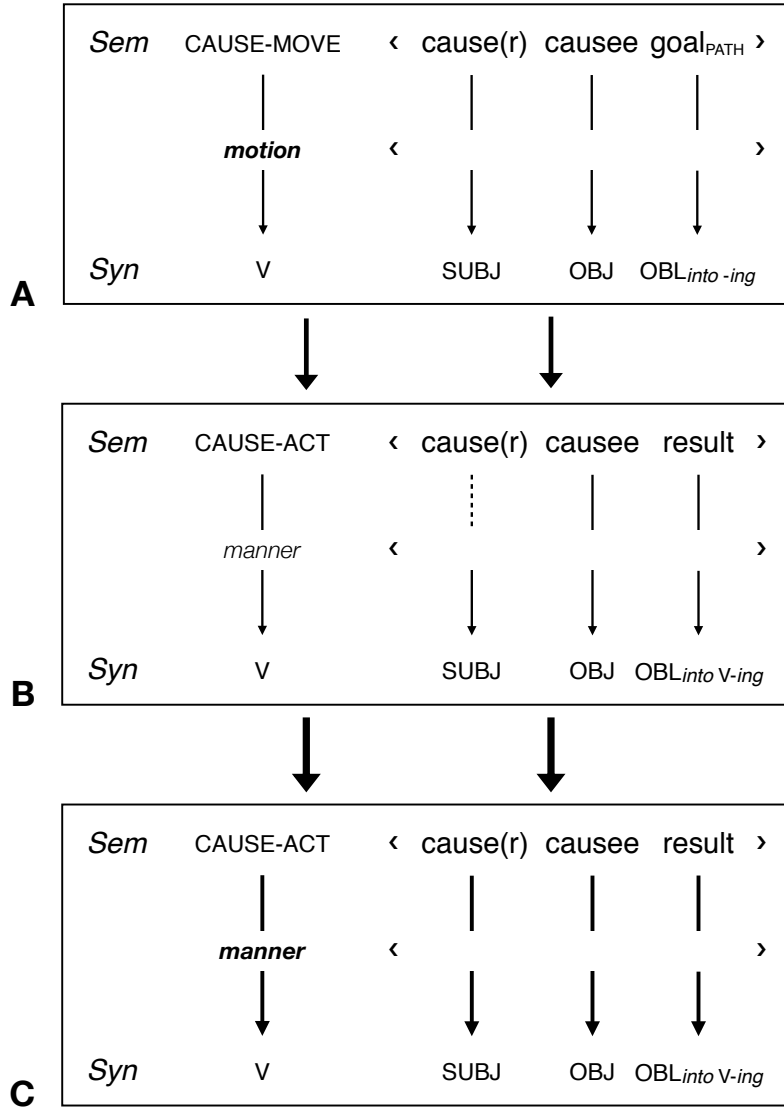 Sem CAUSE-MOVE ‹ cause(r) causee goalPATH ›
motion ‹ ›
Syn V SUBJ OBJ OBLinto -ing
A
Sem CAUSE-ACT ‹ cause(r) causee result ›
manner ‹ ›
Syn V SUBJ OBJ OBLinto V-ing
B
Sem CAUSE-ACT ‹ cause(r) causee result ›
manner ‹ ›
Syn V SUBJ OBJ OBLinto V-ing
C